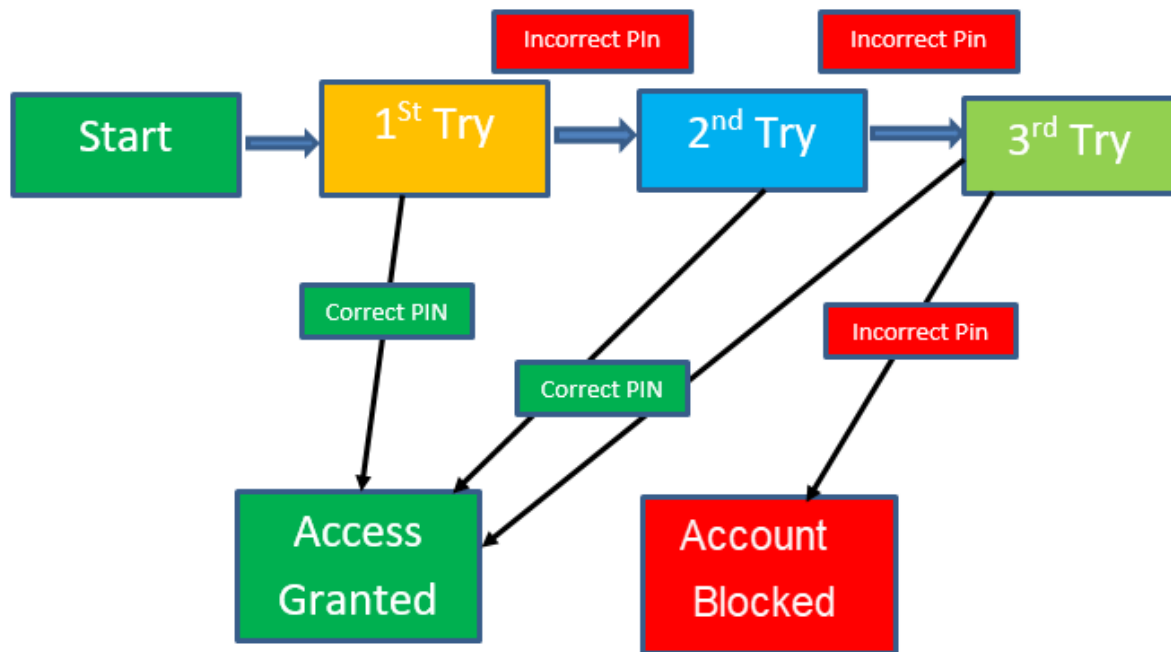 Incorrect PIn
Incorrect Pin
Start
1St Try
2nd Try
3rd Try
Correct PIN
Incorrect Pin
Correct PIN
Access
Granted
Account
Blocked